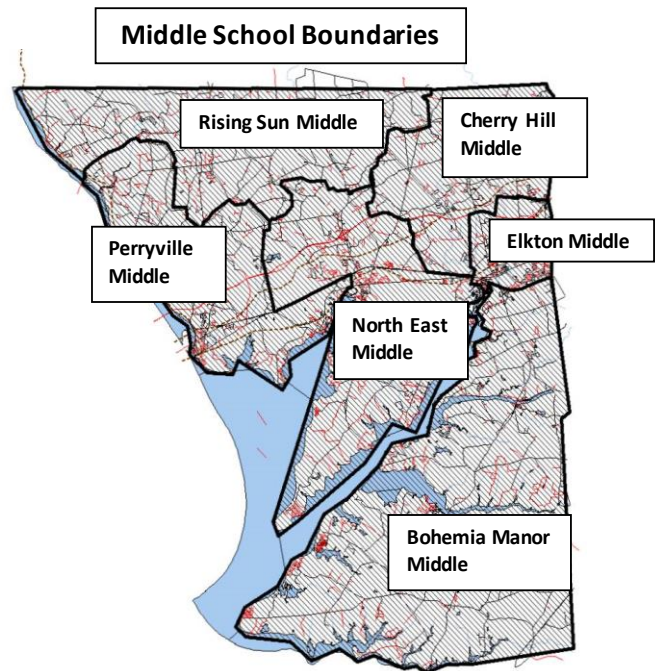 Middle School Boundaries
Rising Sun Middle
Cherry Hill
Middle
Perryville
Middle
Elkton Middle
North East
Middle
Bohemia Manor
Middle